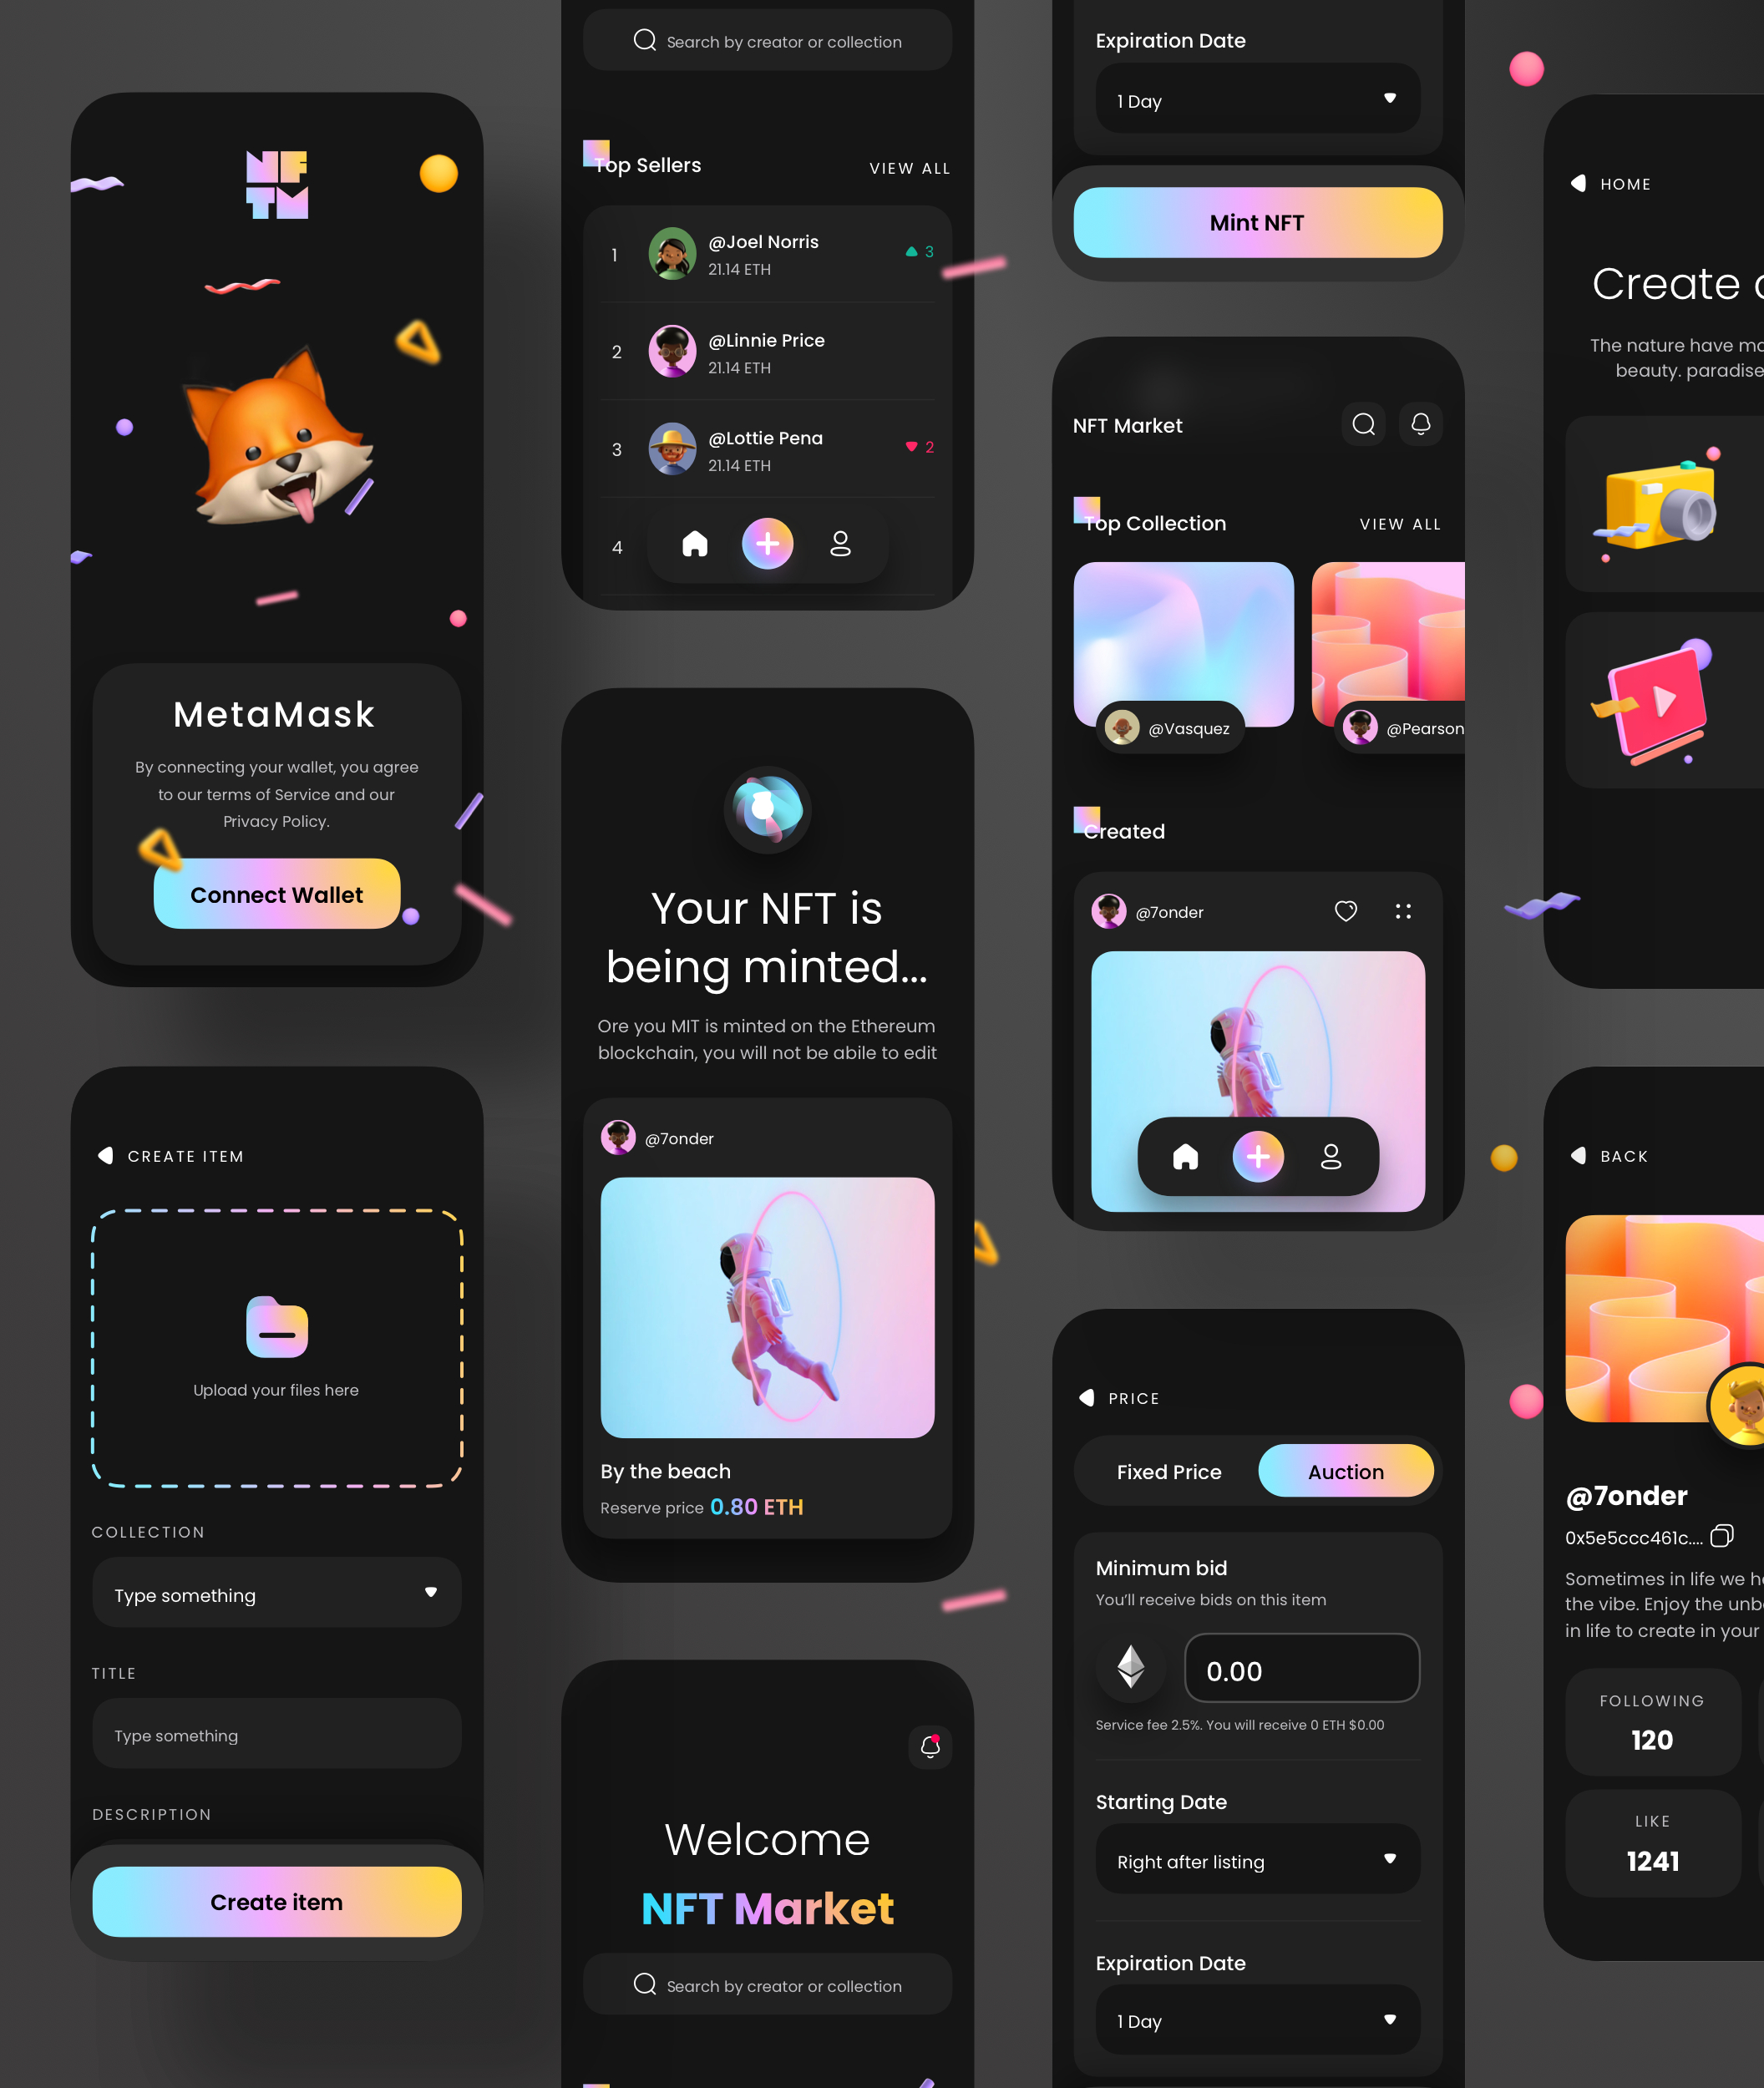 NF
TM
MetaMask
By connecting your wallet, you agree
to our terms of Service and our
Privacy Policy.
Connect Wallet
CREATE ITEM
Upload your files here
COLLECTION
Type something
TITLE
Type something
DESCRIPTION
Create item
Search by creator or collection
Top Sellers
VIEW ALL
1
@Joel Norris
21.14 ETH
3
2
@Linnie Price
21.14 ETH
3
@Lottie Pena
21.14 ETH
2
4
Your NFT is
being minted...
Ore you MIT is minted on the Ethereum
blockchain, you will not be abile to edit
@7onder
By the beach
Reserve price 0.80 ETH
Welcome
NFT Market
Search by creator or collection
Expiration Date
1 Day
Mint NFT
NFT Market
Top Collection
VIEW ALL
@Vasquez
@Pearson
Created
@7onder
PRICE
Fixed Price
Auction
Minimum bid
You'll receive bids on this item
0.00
Service fee 2.5%. You will receive 0 ETH $0.00
Starting Date
Right after listing
Expiration Date
1 Day
HOME
Create
The nature have
beauty. paradise
BACK
@7onder
0x5e5ccc461c....
Sometimes in life we
the vibe. Enjoy the
in life to create in your
FOLLOWING
120
LIKE
1241